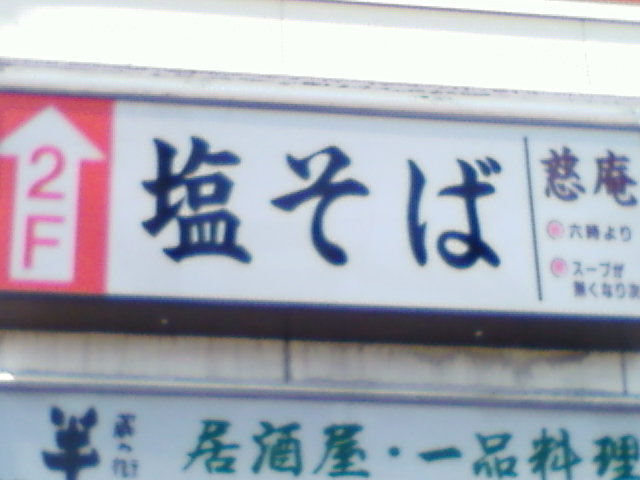 2F
塩そば
慈庵
六時より
スープが
無くなり次
居酒屋・一品料理